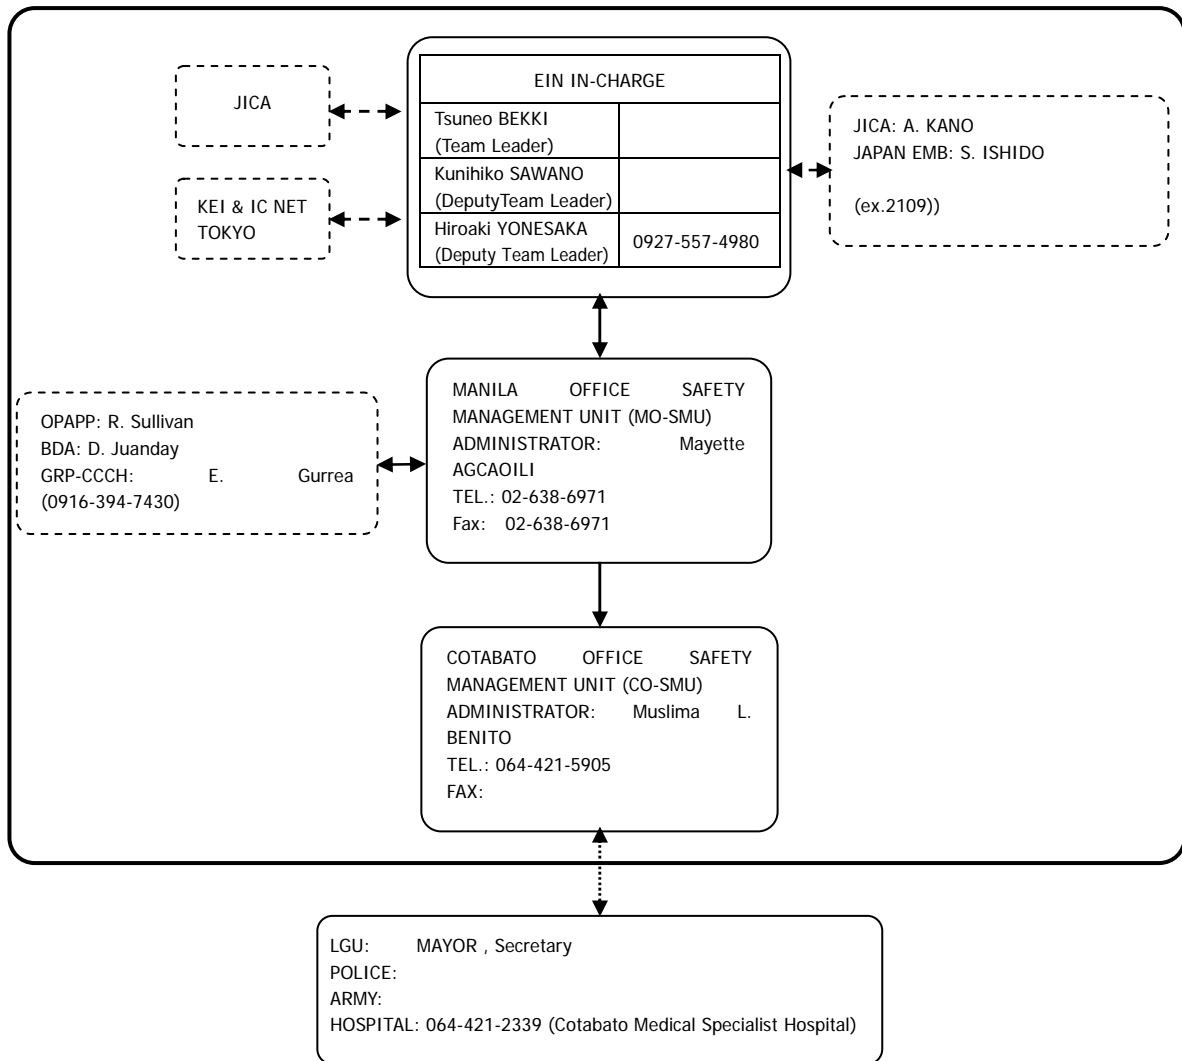 EIN IN-CHARGE
Tsuneo BEKKI
(Team Leader)
Kunihiko SAWANO
(DeputyTeam Leader)
Hiroaki YONESAKA
(Deputy Team Leader)
0927-557-4980
JICA
KEI & IC NET
TOKYO
JICA: A. KANO
JAPAN EMB: S. ISHIDO
(ex.2109))
MANILA OFFICE SAFETY
MANAGEMENT UNIT (MO-SMU)
ADMINISTRATOR: Mayette
AGCAOILI
TEL.: 02-638-6971
Fax: 02-638-6971
OPAPP: R. Sullivan
BDA: D. Juanday
GRP-CCCH: E. Gurrea
(0916-394-7430)
COTABATO OFFICE SAFETY
MANAGEMENT UNIT (CO-SMU)
ADMINISTRATOR: Muslima L.
BENITO
TEL.: 064-421-5905
FAX:
LGU: MAYOR , Secretary
POLICE:
ARMY:
HOSPITAL: 064-421-2339 (Cotabato Medical Specialist Hospital)